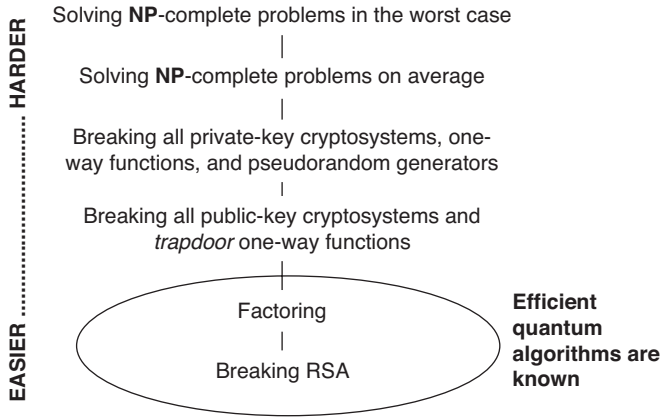 Solving NP-complete problems in the worst case
Solving NP-complete problems on average
Breaking all private-key cryptosystems, one-
way functions, and pseudorandom generators
Breaking all public-key cryptosystems and
trapdoor one-way functions
Factoring
Breaking RSA
Efficient
quantum
algorithms are
known
EASIER ................................ HARDER